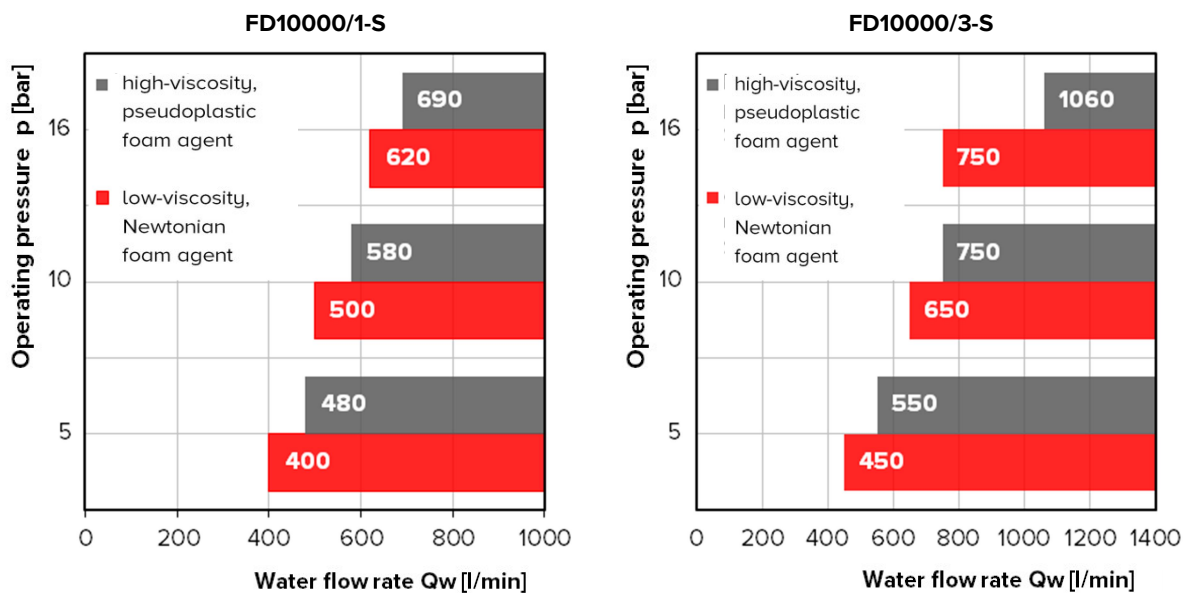 FD10000/1-S
Operating pressure p [bar]
high-viscosity,
pseudoplastic
foam agent
low-viscosity,
Newtonian
foam agent
16
10
5
690
620
580
500
480
400
0 200 400 600 800 1000
Water flow rate Qw [l/min]
FD10000/3-S
Operating pressure p [bar]
high-viscosity,
pseudoplastic
foam agent
low-viscosity,
Newtonian
foam agent
16
10
5
1060
750
750
650
550
450
0 200 400 600 800 1000 1200 1400
Water flow rate Qw [l/min]